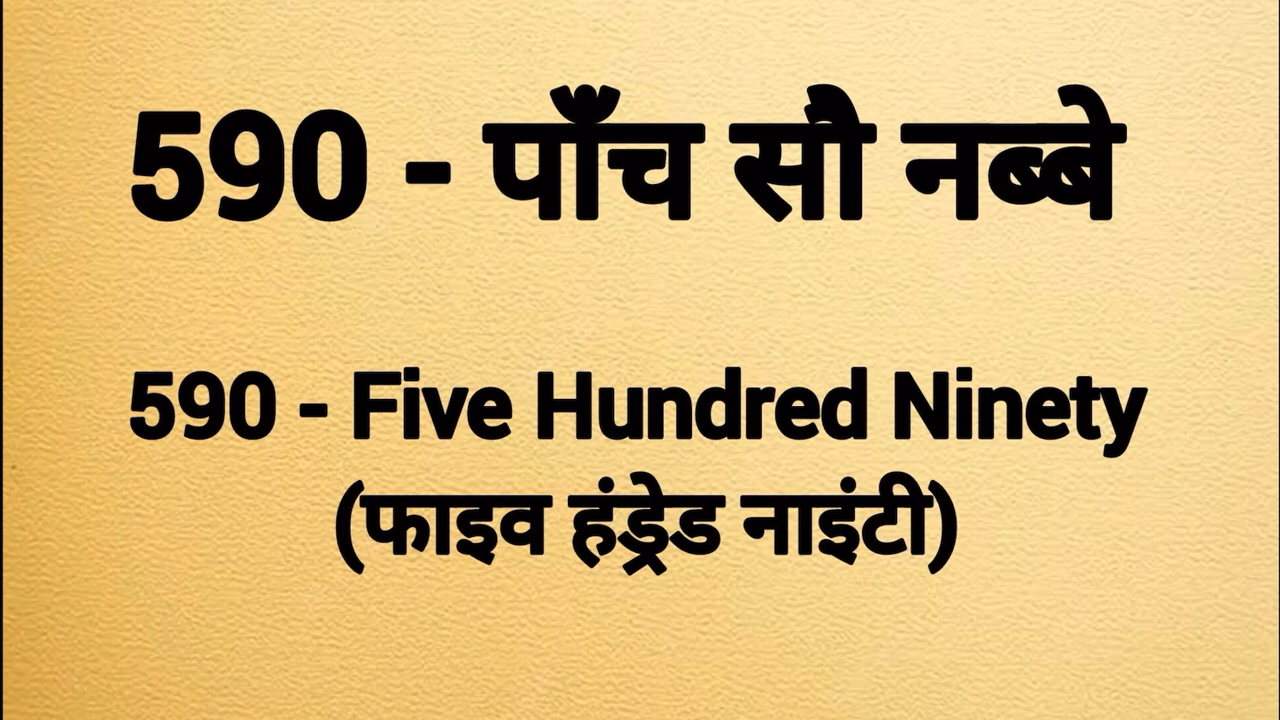 590 - पाँच सौ नब्बे
590 - Five Hundred Ninety
(फाइव हंड्रेड नाइंटी)